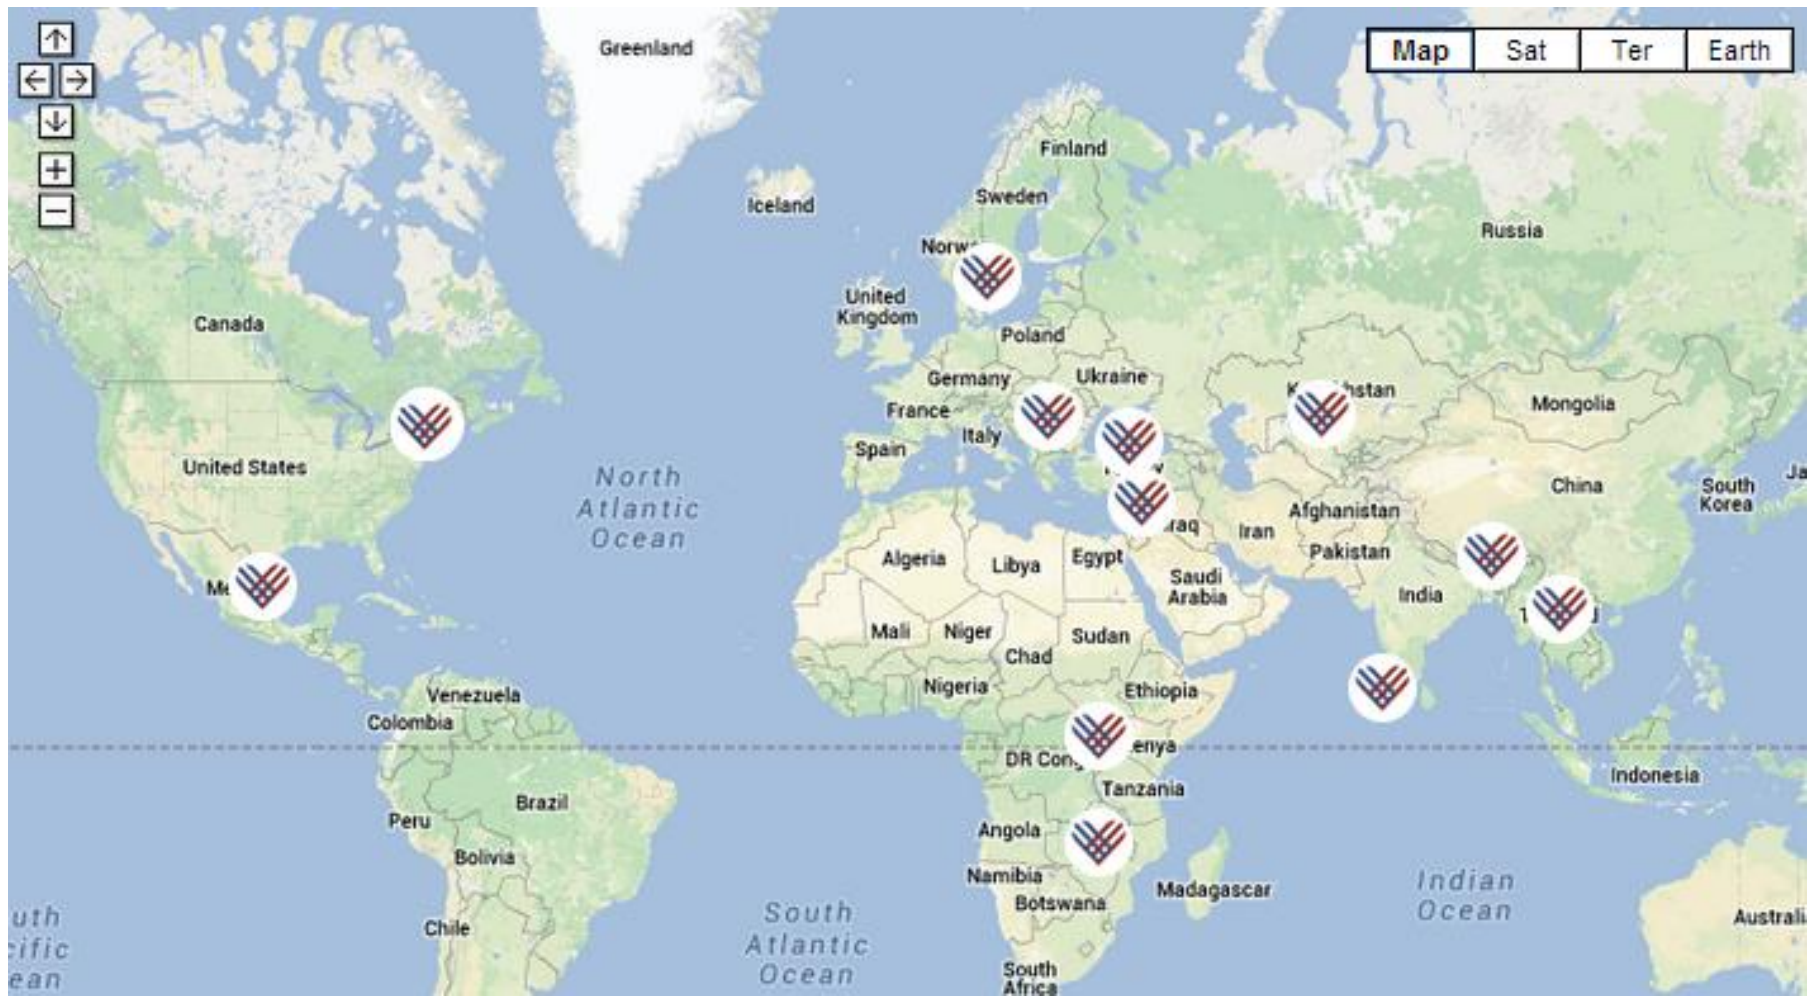 Greenland
Map
Sat
Ter
Earth
Finland
Sweden
Iceland
Russia
United
Kingdom
Canada
Poland
Germany
Ukraine
Mongolia
France
Italy
Spain
United States
North
Atlantic
Ocean
China
South
Korea
Afghanistan
Iran
Pakistan
Algeria
Libya
Egypt
Saudi
Arabia
India
Mali
Niger
Sudan
Chad
Nigeria
Ethiopia
Venezuela
Colombia
Tanzania
Indonesia
Brazil
Peru
Angola
Bolivia
Namibia
Botswana
Madagascar
Indian
Ocean
Chile
South
Atlantic
Ocean
South
Africa